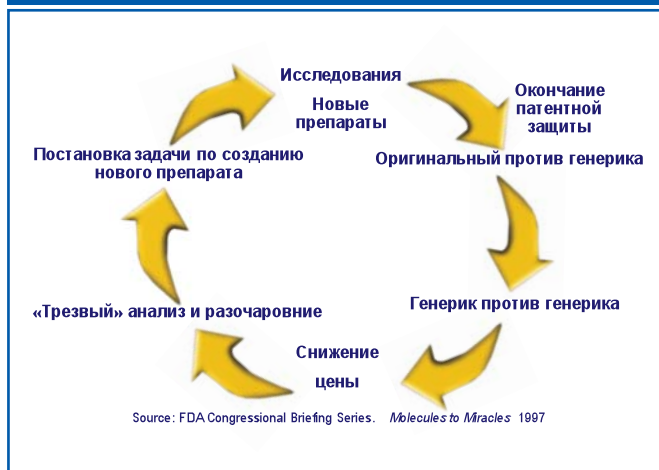 Исследования
Новые
препараты
Окончание
патентной
защиты
Оригинальный против генерика
Генерик против генерика
Снижение
цены
«Трезвый» анализ и разочаровние
Постановка задачи по созданию
нового препарата
Source: FDA Congressional Briefing Series. Molecules to Miracles 1997